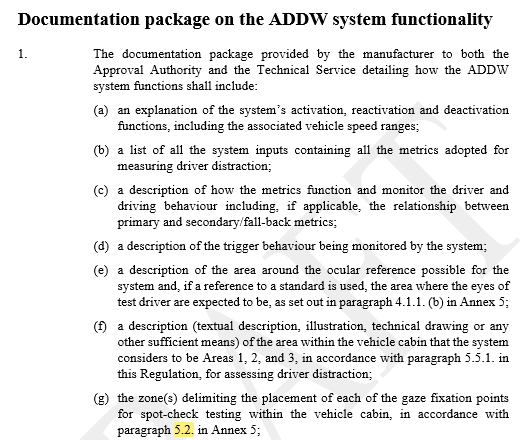 Documentation package on the ADDW system functionality
1. The documentation package provided by the manufacturer to both the
Approval Authority and the Technical Service detailing how the ADDW
system functions shall include:
(a) an explanation of the system's activation, reactivation and deactivation
functions, including the associated vehicle speed ranges;
(b) a list of all the system inputs containing all the metrics adopted for
measuring driver distraction;
(c) a description of how the metrics function and monitor the driver and
driving behaviour including, if applicable, the relationship between
primary and secondary/fall-back metrics;
(d) a description of the trigger behaviour being monitored by the system;
(e) a description of the area around the ocular reference possible for the
system and, if a reference to a standard is used, the area where the eyes of
test driver are expected to be, as set out in paragraph 4.1.1. (b) in Annex 5;
(f) a description (textual description, illustration, technical drawing or any
other sufficient means) of the area within the vehicle cabin that the system
considers to be Areas 1, 2, and 3, in accordance with paragraph 5.5.1. in
this Regulation, for assessing driver distraction;
(g) the zone(s) delimiting the placement of each of the gaze fixation points
for spot-check testing within the vehicle cabin, in accordance with
paragraph 5.2. in Annex 5;